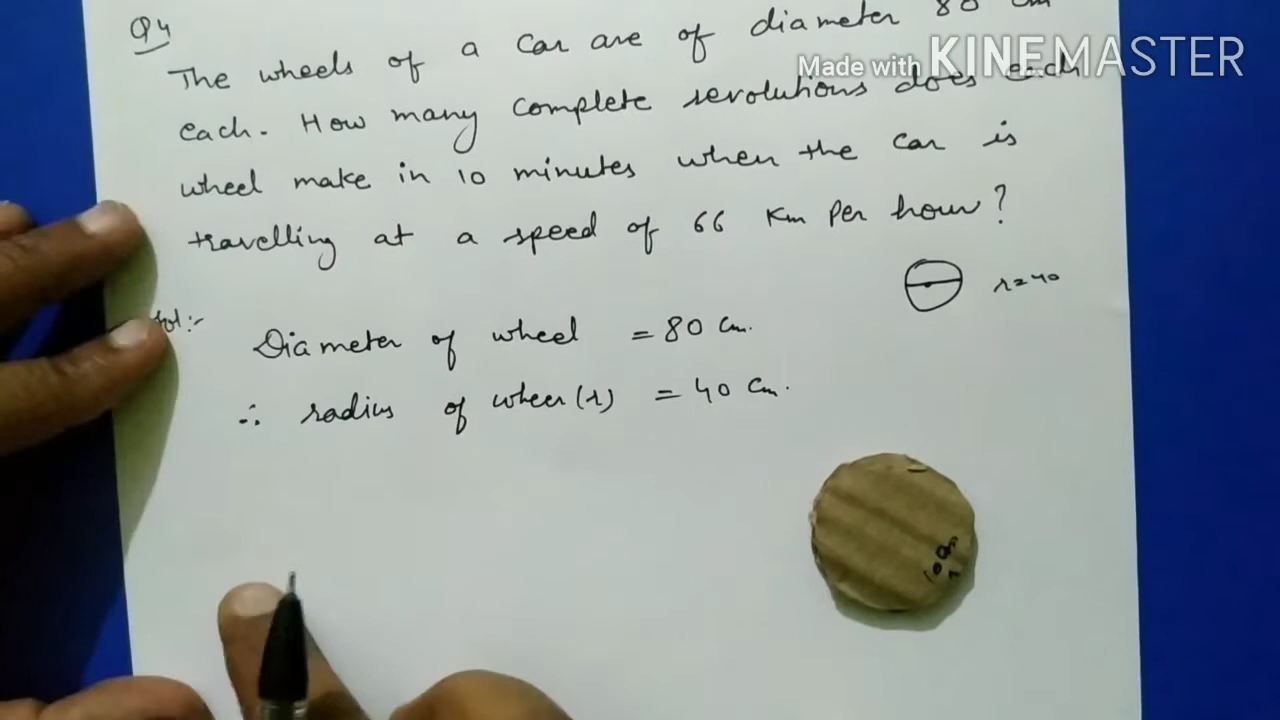 Q4
The wheels of a car are of diameter 80 cm
Made with KINEMASTER
each. How many complete revolutions does each
wheel make in 10 minutes when the car is
travelling at a speed of 66 Km per hour?
r=40
Sol:-
Diameter of wheel = 80 cm.
∴ radius of wheel (r) = 40 cm.